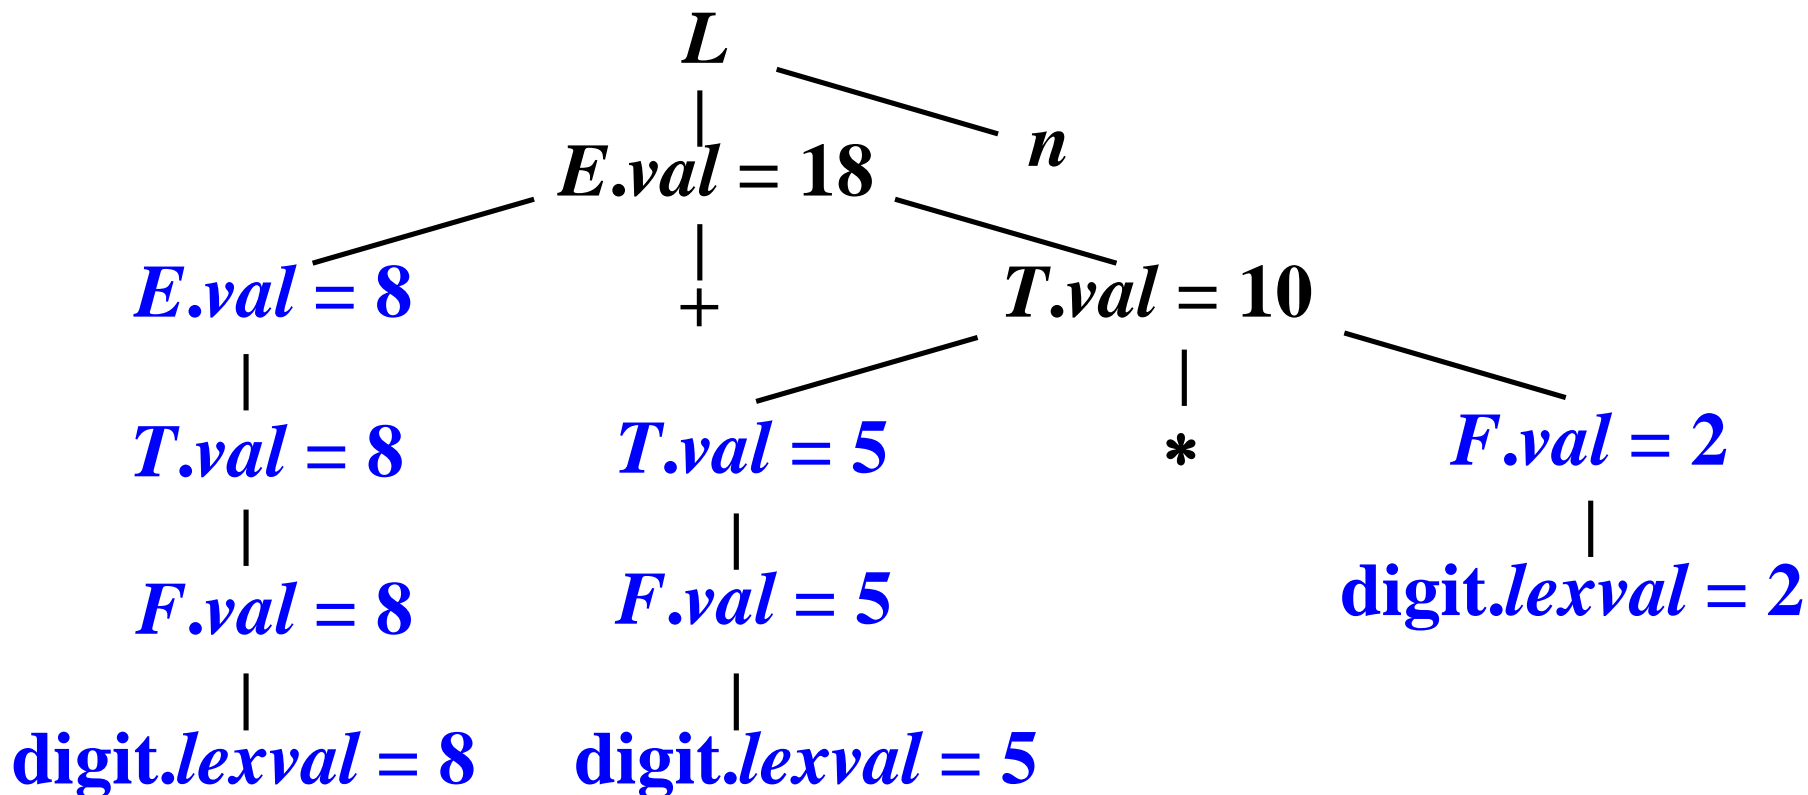 L
n
E.val = 18
E.val = 8
+
T.val = 10
T.val = 8
T.val = 5
*
F.val = 2
F.val = 8
F.val = 5
digit.lexval = 2
digit.lexval = 8
digit.lexval = 5